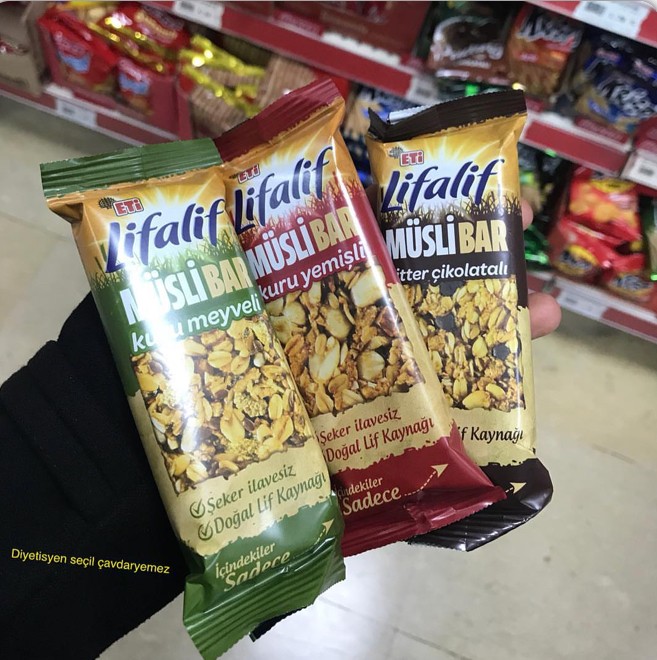 ETİ
Lifalif
MÜSLİ BAR
kuru meyveli
Şeker ilavesiz
Doğal Lif Kaynağı
İçindekiler
Sadece
ETİ
Lifalif
MÜSLİ BAR
kuru yemişli
Şeker ilavesiz
Doğal Lif Kaynağı
İçindekiler
Sadece
ETİ
Lifalif
MÜSLİ BAR
itter çikolatalı
f Kaynağı
Diyetisyen seçil çavdaryemez